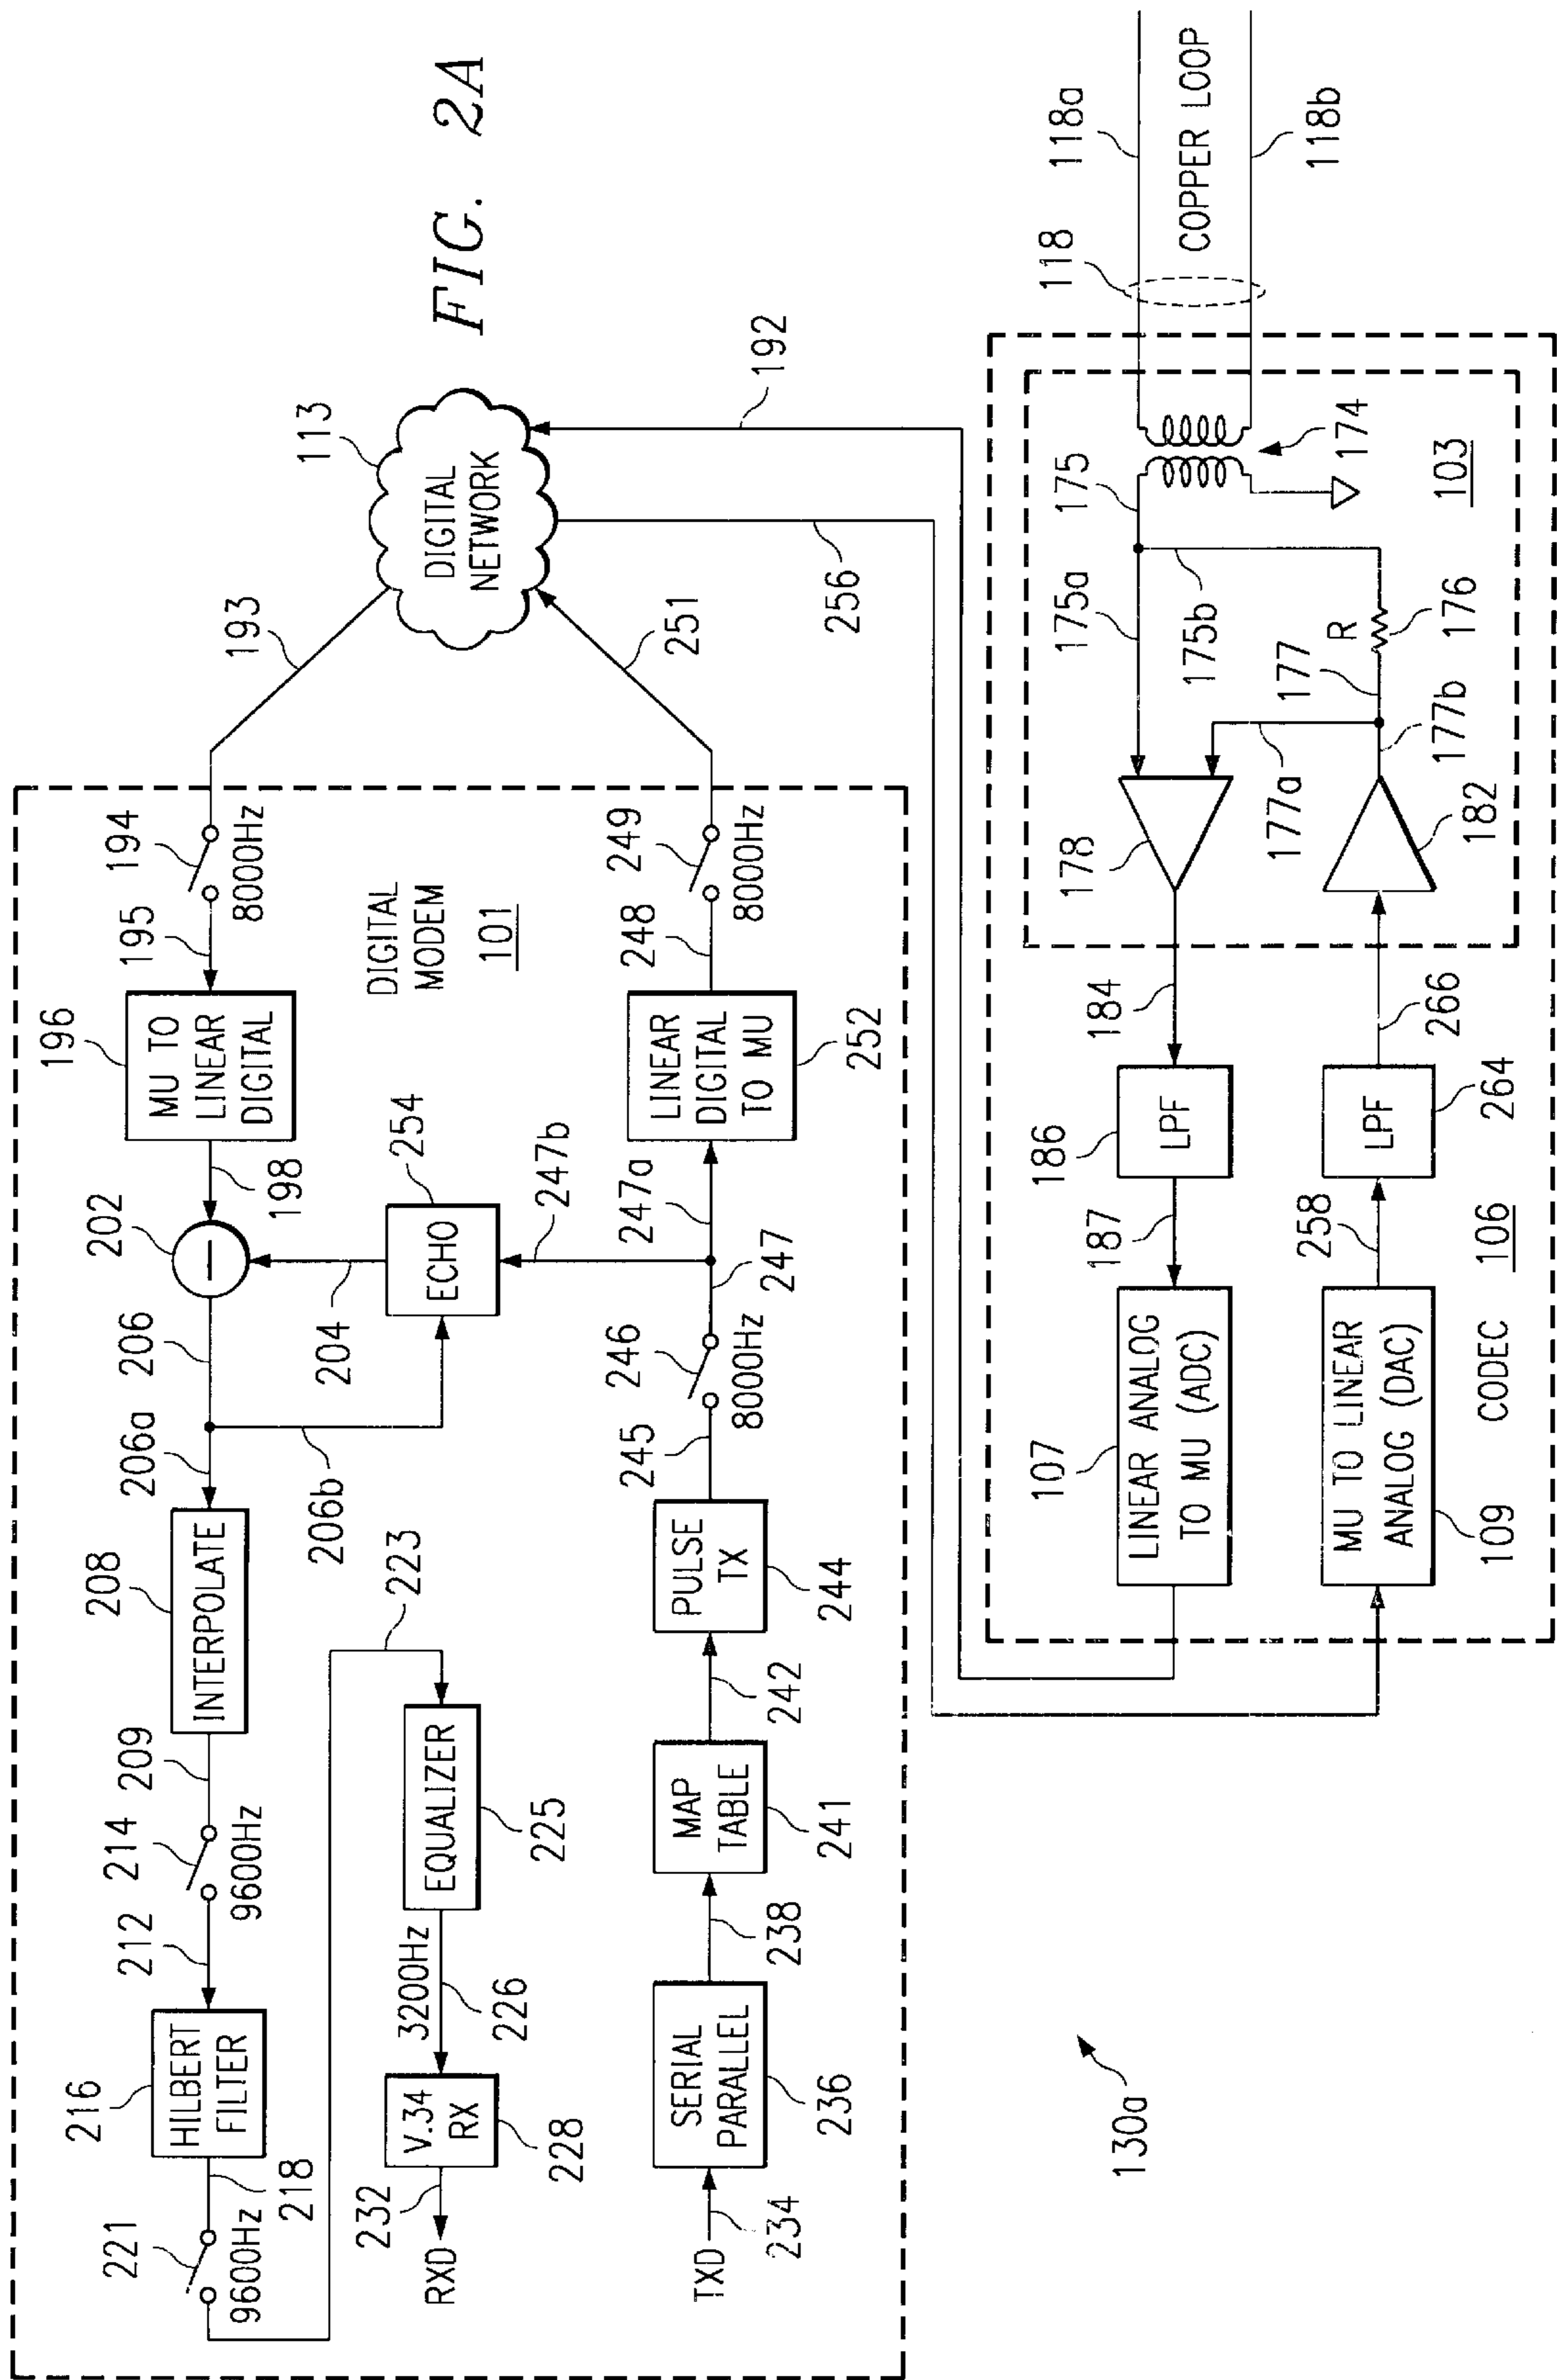 FIG. 2A
221
9600Hz
218
216
HILBERT
FILTER
212
214
9600Hz
209
208
INTERPOLATE
206a
206
206b
202
198
196
MU TO
LINEAR
DIGITAL
195
194
8000Hz
193
113
DIGITAL
NETWORK
223
204
254
ECHO
247b
DIGITAL
MODEM
101
RXD
232
V.34
RX
228
3200Hz
226
EQUALIZER
225
TXD
234
SERIAL
PARALLEL
236
238
MAP
TABLE
241
242
PULSE
TX
244
245
246
8000Hz
247
247a
LINEAR
DIGITAL
TO MU
252
248
249
8000Hz
251
256
192
130a
107
LINEAR ANALOG
TO MU (ADC)
187
186
LPF
184
178
175a
175
175b
177a
177
R
176
177b
182
174
103
118
118a
COPPER LOOP
118b
MU TO LINEAR
ANALOG (DAC)
109
258
LPF
264
266
CODEC
106